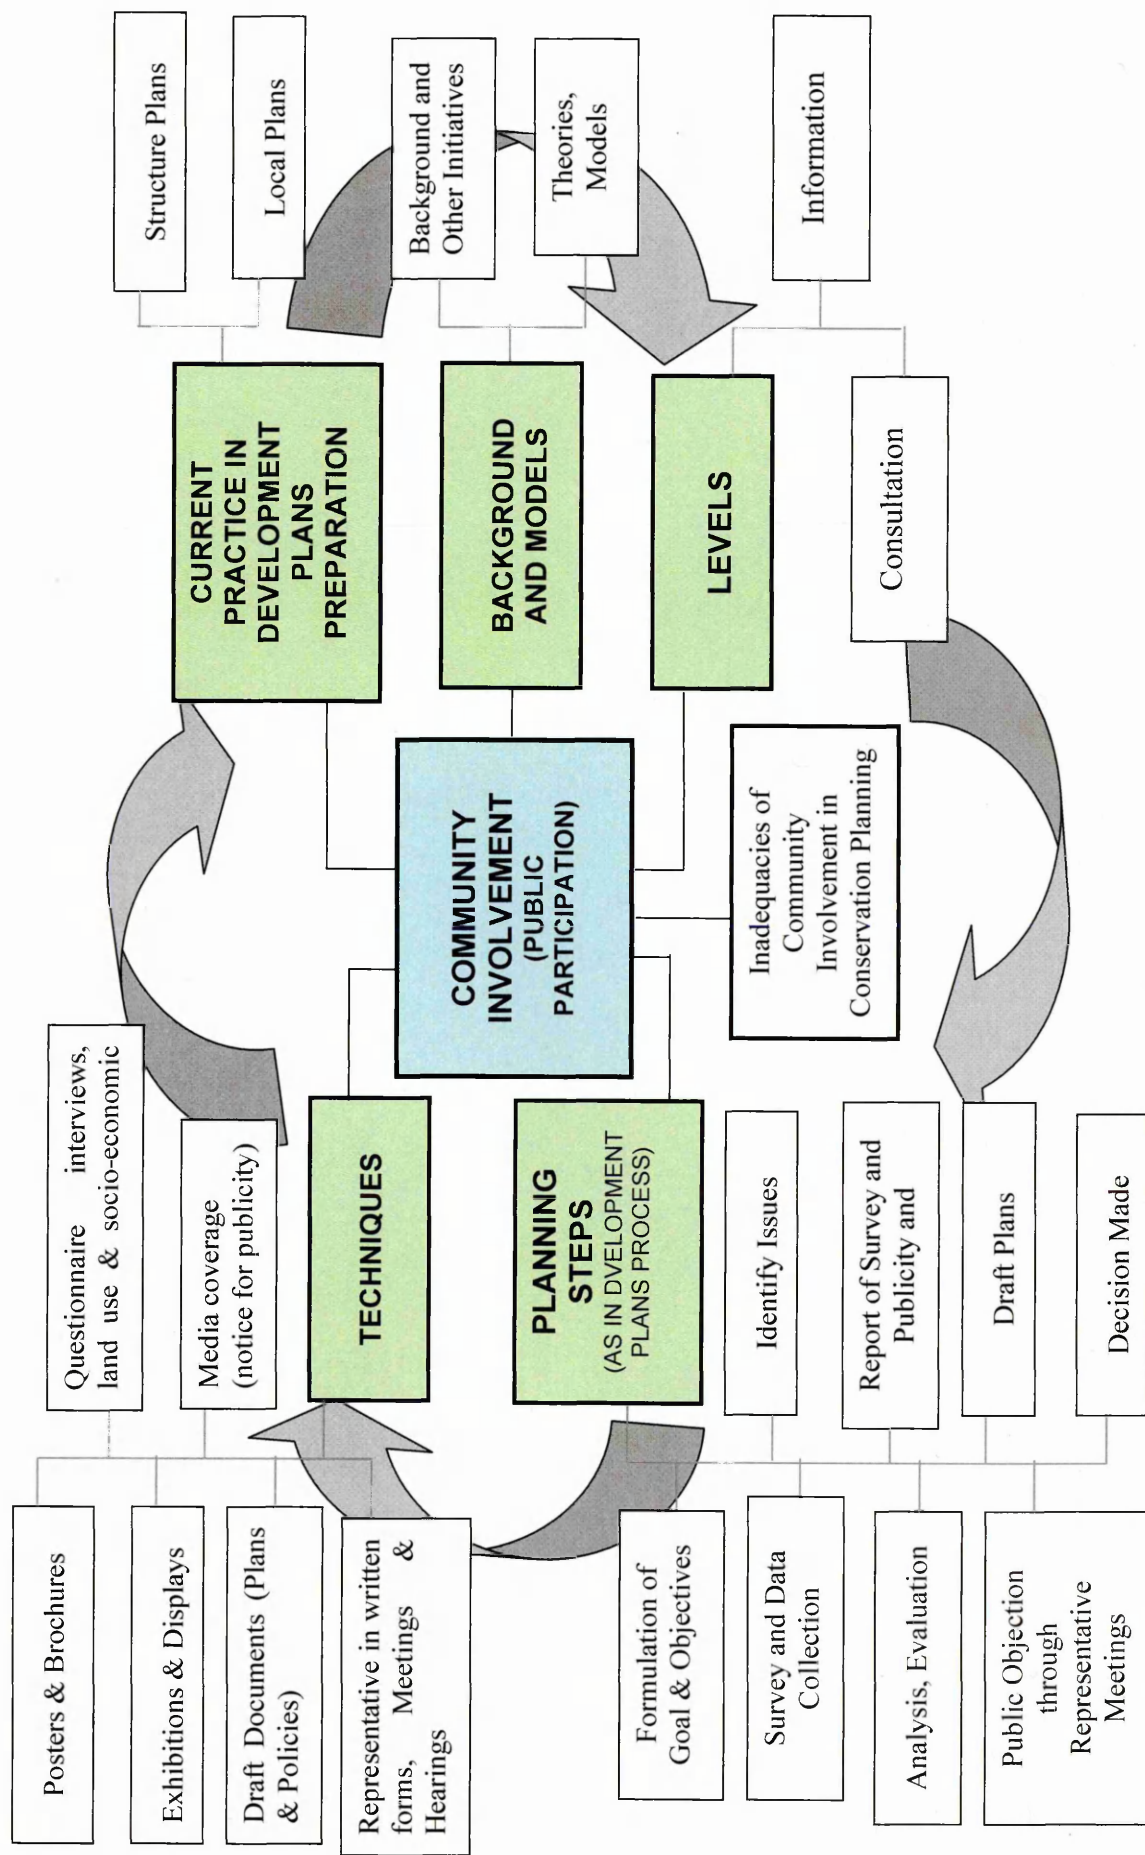 Posters & Brochures
Exhibitions & Displays
Draft Documents (Plans
& Policies)
Representative in written
forms, Meetings &
Hearings
Questionnaire interviews,
land use & socio-economic
Media coverage
(notice for publicity)
TECHNIQUES
PLANNING
STEPS
(AS IN DVELOPMENT
PLANS PROCESS)
Formulation of
Goal & Objectives
Survey and Data
Collection
Analysis, Evaluation
Public Objection
through
Representative
Meetings
Identify Issues
Report of Survey and
Publicity and
Draft Plans
Decision Made
COMMUNITY
INVOLVEMENT
(PUBLIC
PARTICIPATION)
Inadequacies of
Community
Involvement in
Conservation Planning
CURRENT
PRACTICE IN
DEVELOPMENT
PLANS
PREPARATION
BACKGROUND
AND MODELS
LEVELS
Structure Plans
Local Plans
Background and
Other Initiatives
Theories,
Models
Information
Consultation